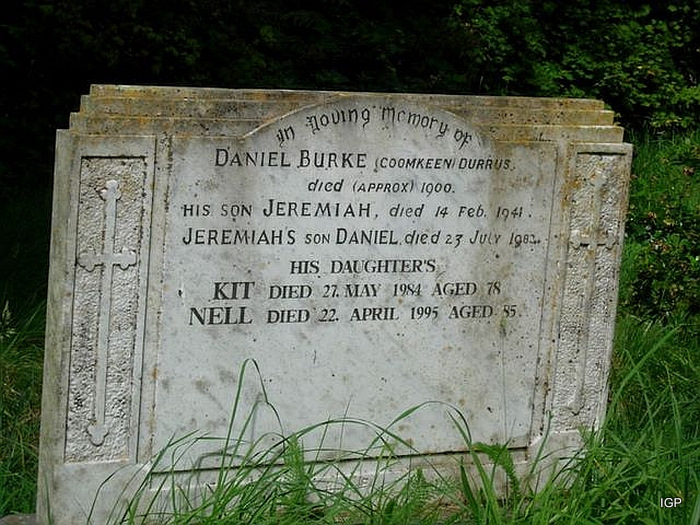 In loving memory of
DANIEL BURKE (COOMKEEN) DURRUS.
died (APPROX) 1900.
HIS SON JEREMIAH, died 14 Feb. 1941.
JEREMIAHS SON DANIEL, died 23 JULY
HIS DAUGHTER'S
KIT DIED 27. MAY 1984 AGED 78
NELL DIED 22. APRIL 1995 AGED 85.
IGP